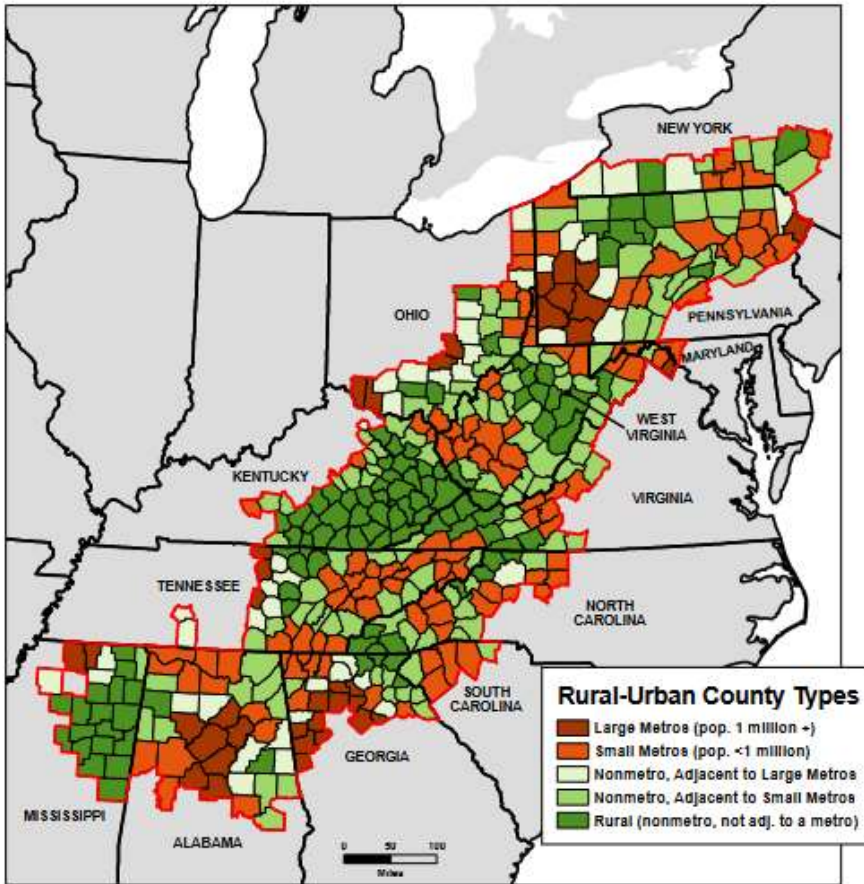 NEW YORK
OHIO
PENNSYLVANIA
MARYLAND
WEST
VIRGINIA
KENTUCKY
VIRGINIA
TENNESSEE
NORTH
CAROLINA
SOUTH
CAROLINA
GEORGIA
MISSISSIPPI
ALABAMA
0 50 100
Miles
Rural-Urban County Types
Large Metros (pop. 1 million +)
Small Metros (pop. <1 million)
Nonmetro, Adjacent to Large Metros
Nonmetro, Adjacent to Small Metros
Rural (nonmetro, not adj. to a metro)